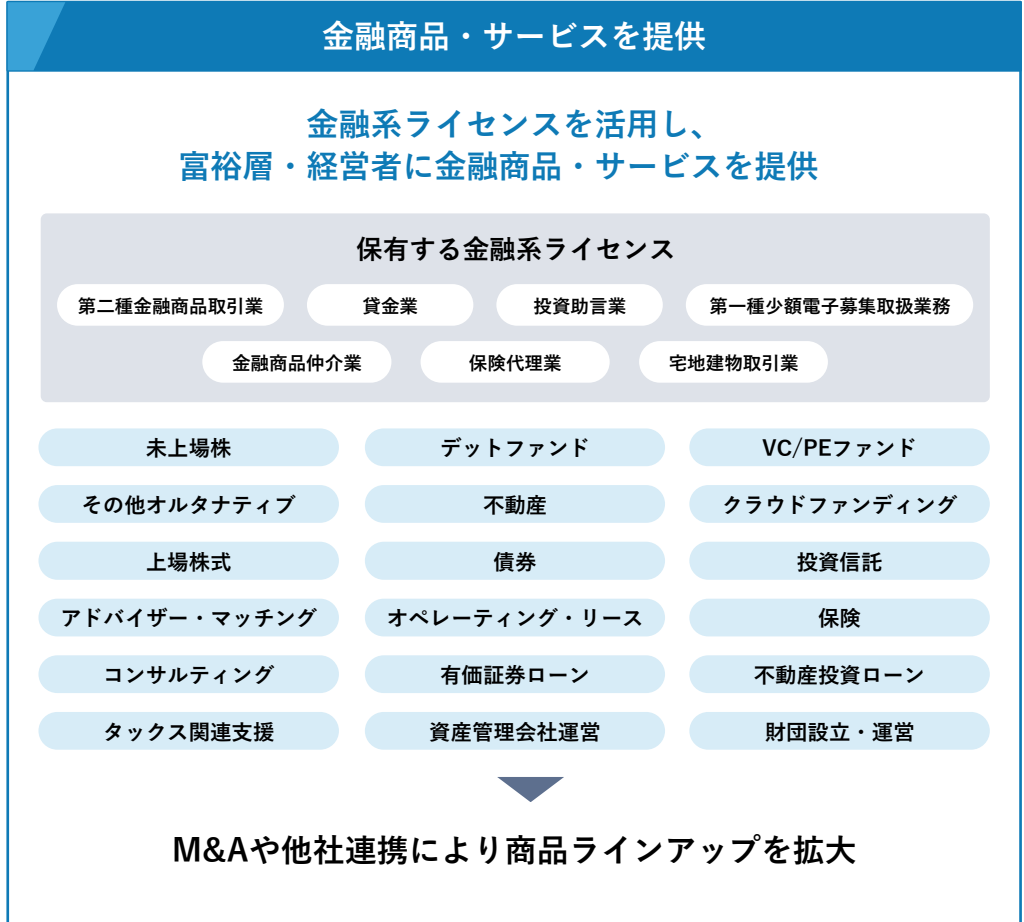 金融商品・サービスを提供
金融系ライセンスを活用し、
富裕層・経営者に金融商品・サービスを提供
保有する金融系ライセンス
第二種金融商品取引業 貸金業 投資助言業 第一種少額電子募集取扱業務
金融商品仲介業 保険代理業 宅地建物取引業
未上場株 デットファンド VC/PEファンド
その他オルタナティブ 不動産 クラウドファンディング
上場株式 債券 投資信託
アドバイザー・マッチング オペレーティング・リース 保険
コンサルティング 有価証券ローン 不動産投資ローン
タックス関連支援 資産管理会社運営 財団設立・運営
M&Aや他社連携により商品ラインアップを拡大